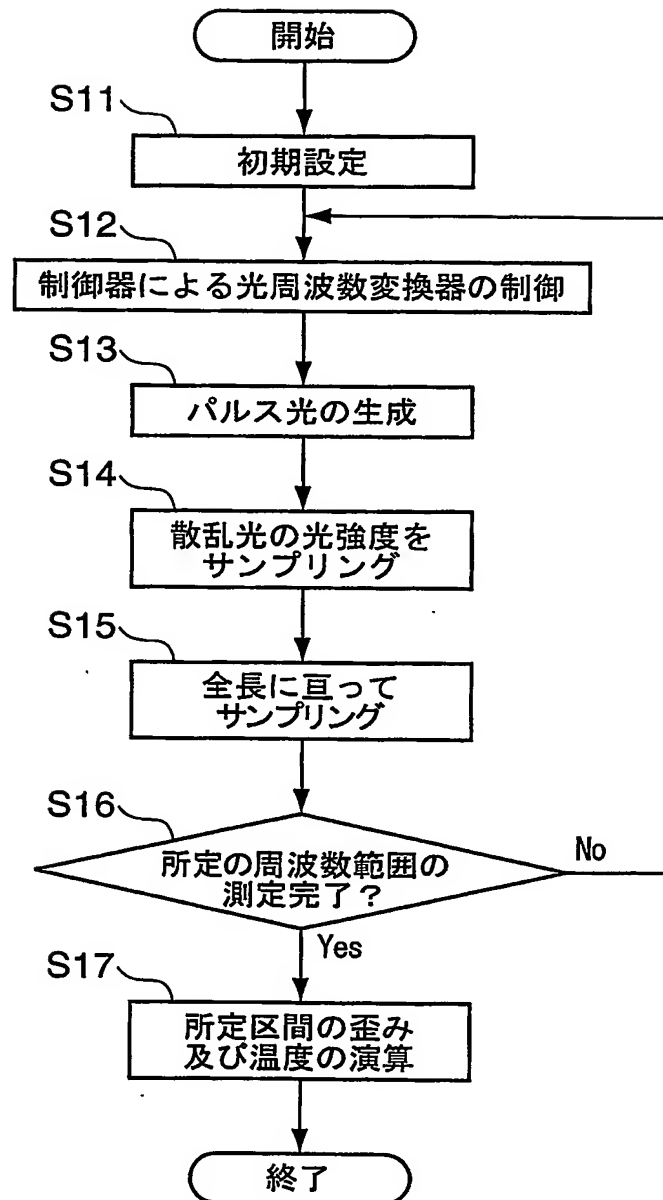 開始
S11
初期設定
S12
制御器による光周波数変換器の制御
S13
パルス光の生成
S14
散乱光の光強度を
サンプリング
S15
全長に亘って
サンプリング
S16
所定の周波数範囲の
測定完了?
No
Yes
S17
所定区間の歪み
及び温度の演算
終了